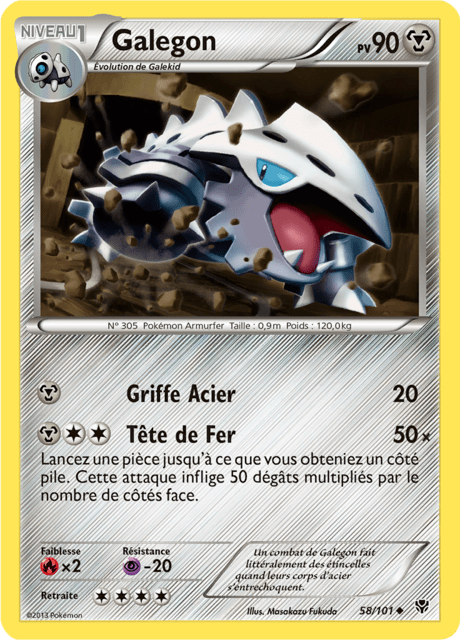 NIVEAU 1
Galegon
PV 90
Évolution de Galekid
N° 305 Pokémon Armurfer Taille : 0,9m Poids : 120,0kg
Griffe Acier 20
Tête de Fer 50×
Lancez une pièce jusqu'à ce que vous obteniez un côté
pile. Cette attaque inflige 50 dégâts multipliés par le
nombre de côtés face.
Faiblesse
×2
Résistance
-20
Retraite
Un combat de Galegon fait
littéralement des étincelles
quand leurs corps d'acier
s'entrechoquent.
©2013 Pokémon
Illus. Masakazu Fukuda
58/101